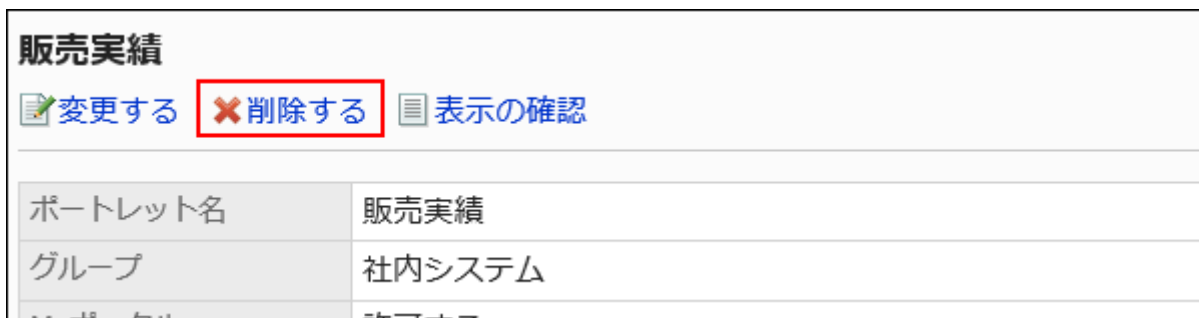 販売実績
変更する 削除する 表示の確認
ポートレット名 販売実績
グループ 社内システム